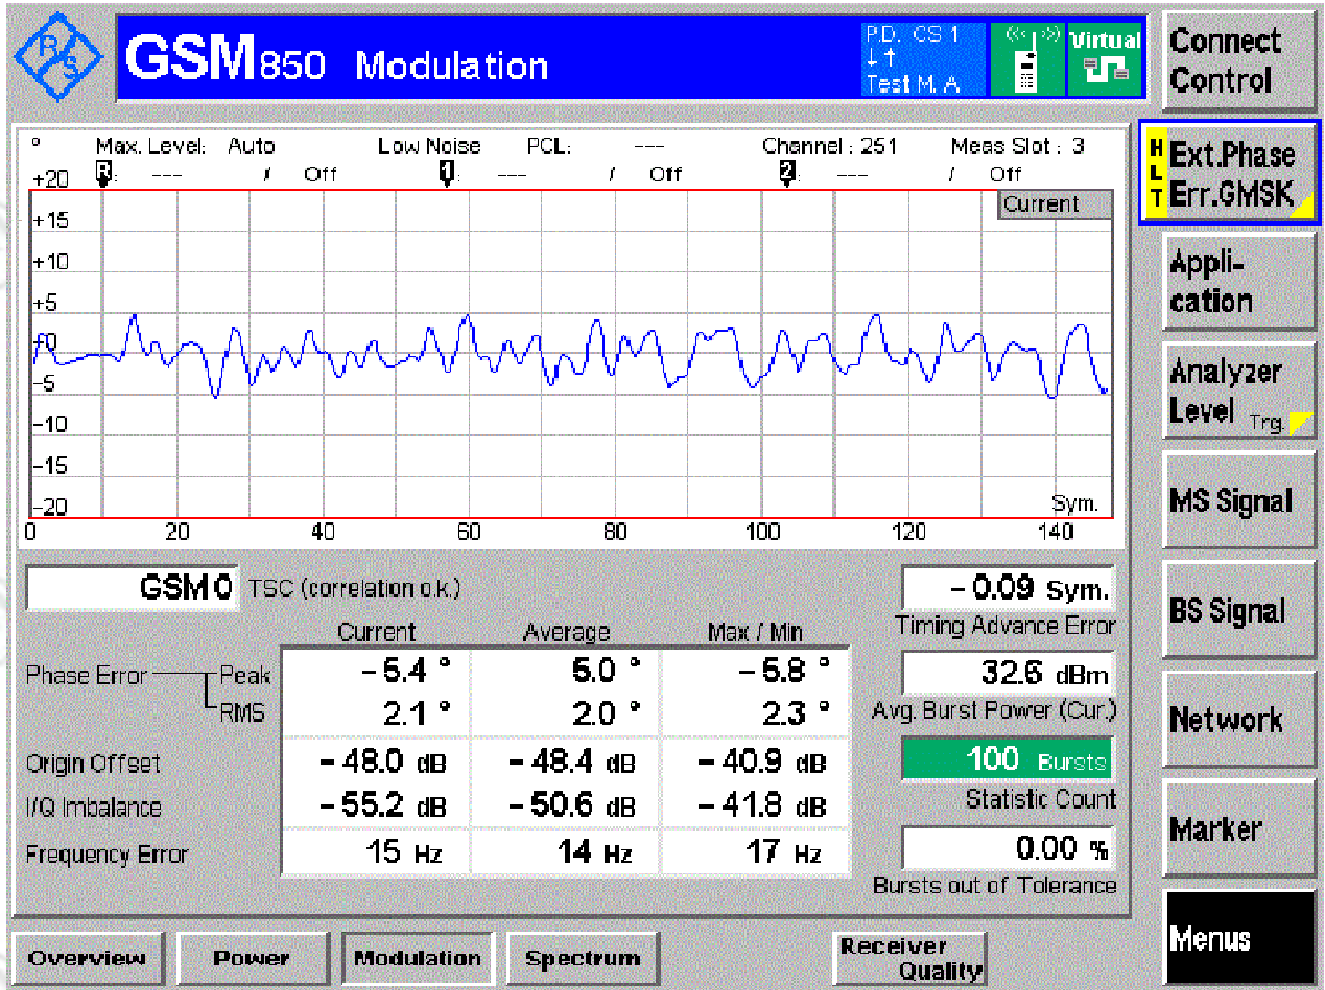 R S
GSM850 Modulation
P.D. CS 1
Test M. A.
Virtual
Connect
Control
° Max. Level: Auto Low Noise PCL: --- Channel : 251 Meas Slot : 3
R : --- / Off 1 : --- / Off 2 : --- / Off
Current
+20
+15
+10
+5
±0
−5
−10
−15
−20
Sym.
0 20 40 60 80 100 120 140
H
L
T
Ext.Phase
Err.GMSK
Appli-
cation
Analyzer
Level Trg.
MS Signal
BS Signal
Network
Marker
Menus
GSM 0 TSC (correlation o.k.)
Current Average Max / Min
Phase Error Peak −5.4 ° 5.0 ° −5.8 °
RMS 2.1 ° 2.0 ° 2.3 °
Origin Offset −48.0 dB −48.4 dB −40.9 dB
I/Q Imbalance −55.2 dB −50.6 dB −41.8 dB
Frequency Error 15 Hz 14 Hz 17 Hz
−0.09 Sym.
Timing Advance Error
32.6 dBm
Avg. Burst Power (Cur.)
100 Bursts
Statistic Count
0.00 %
Bursts out of Tolerance
Overview Power Modulation Spectrum
Receiver
Quality